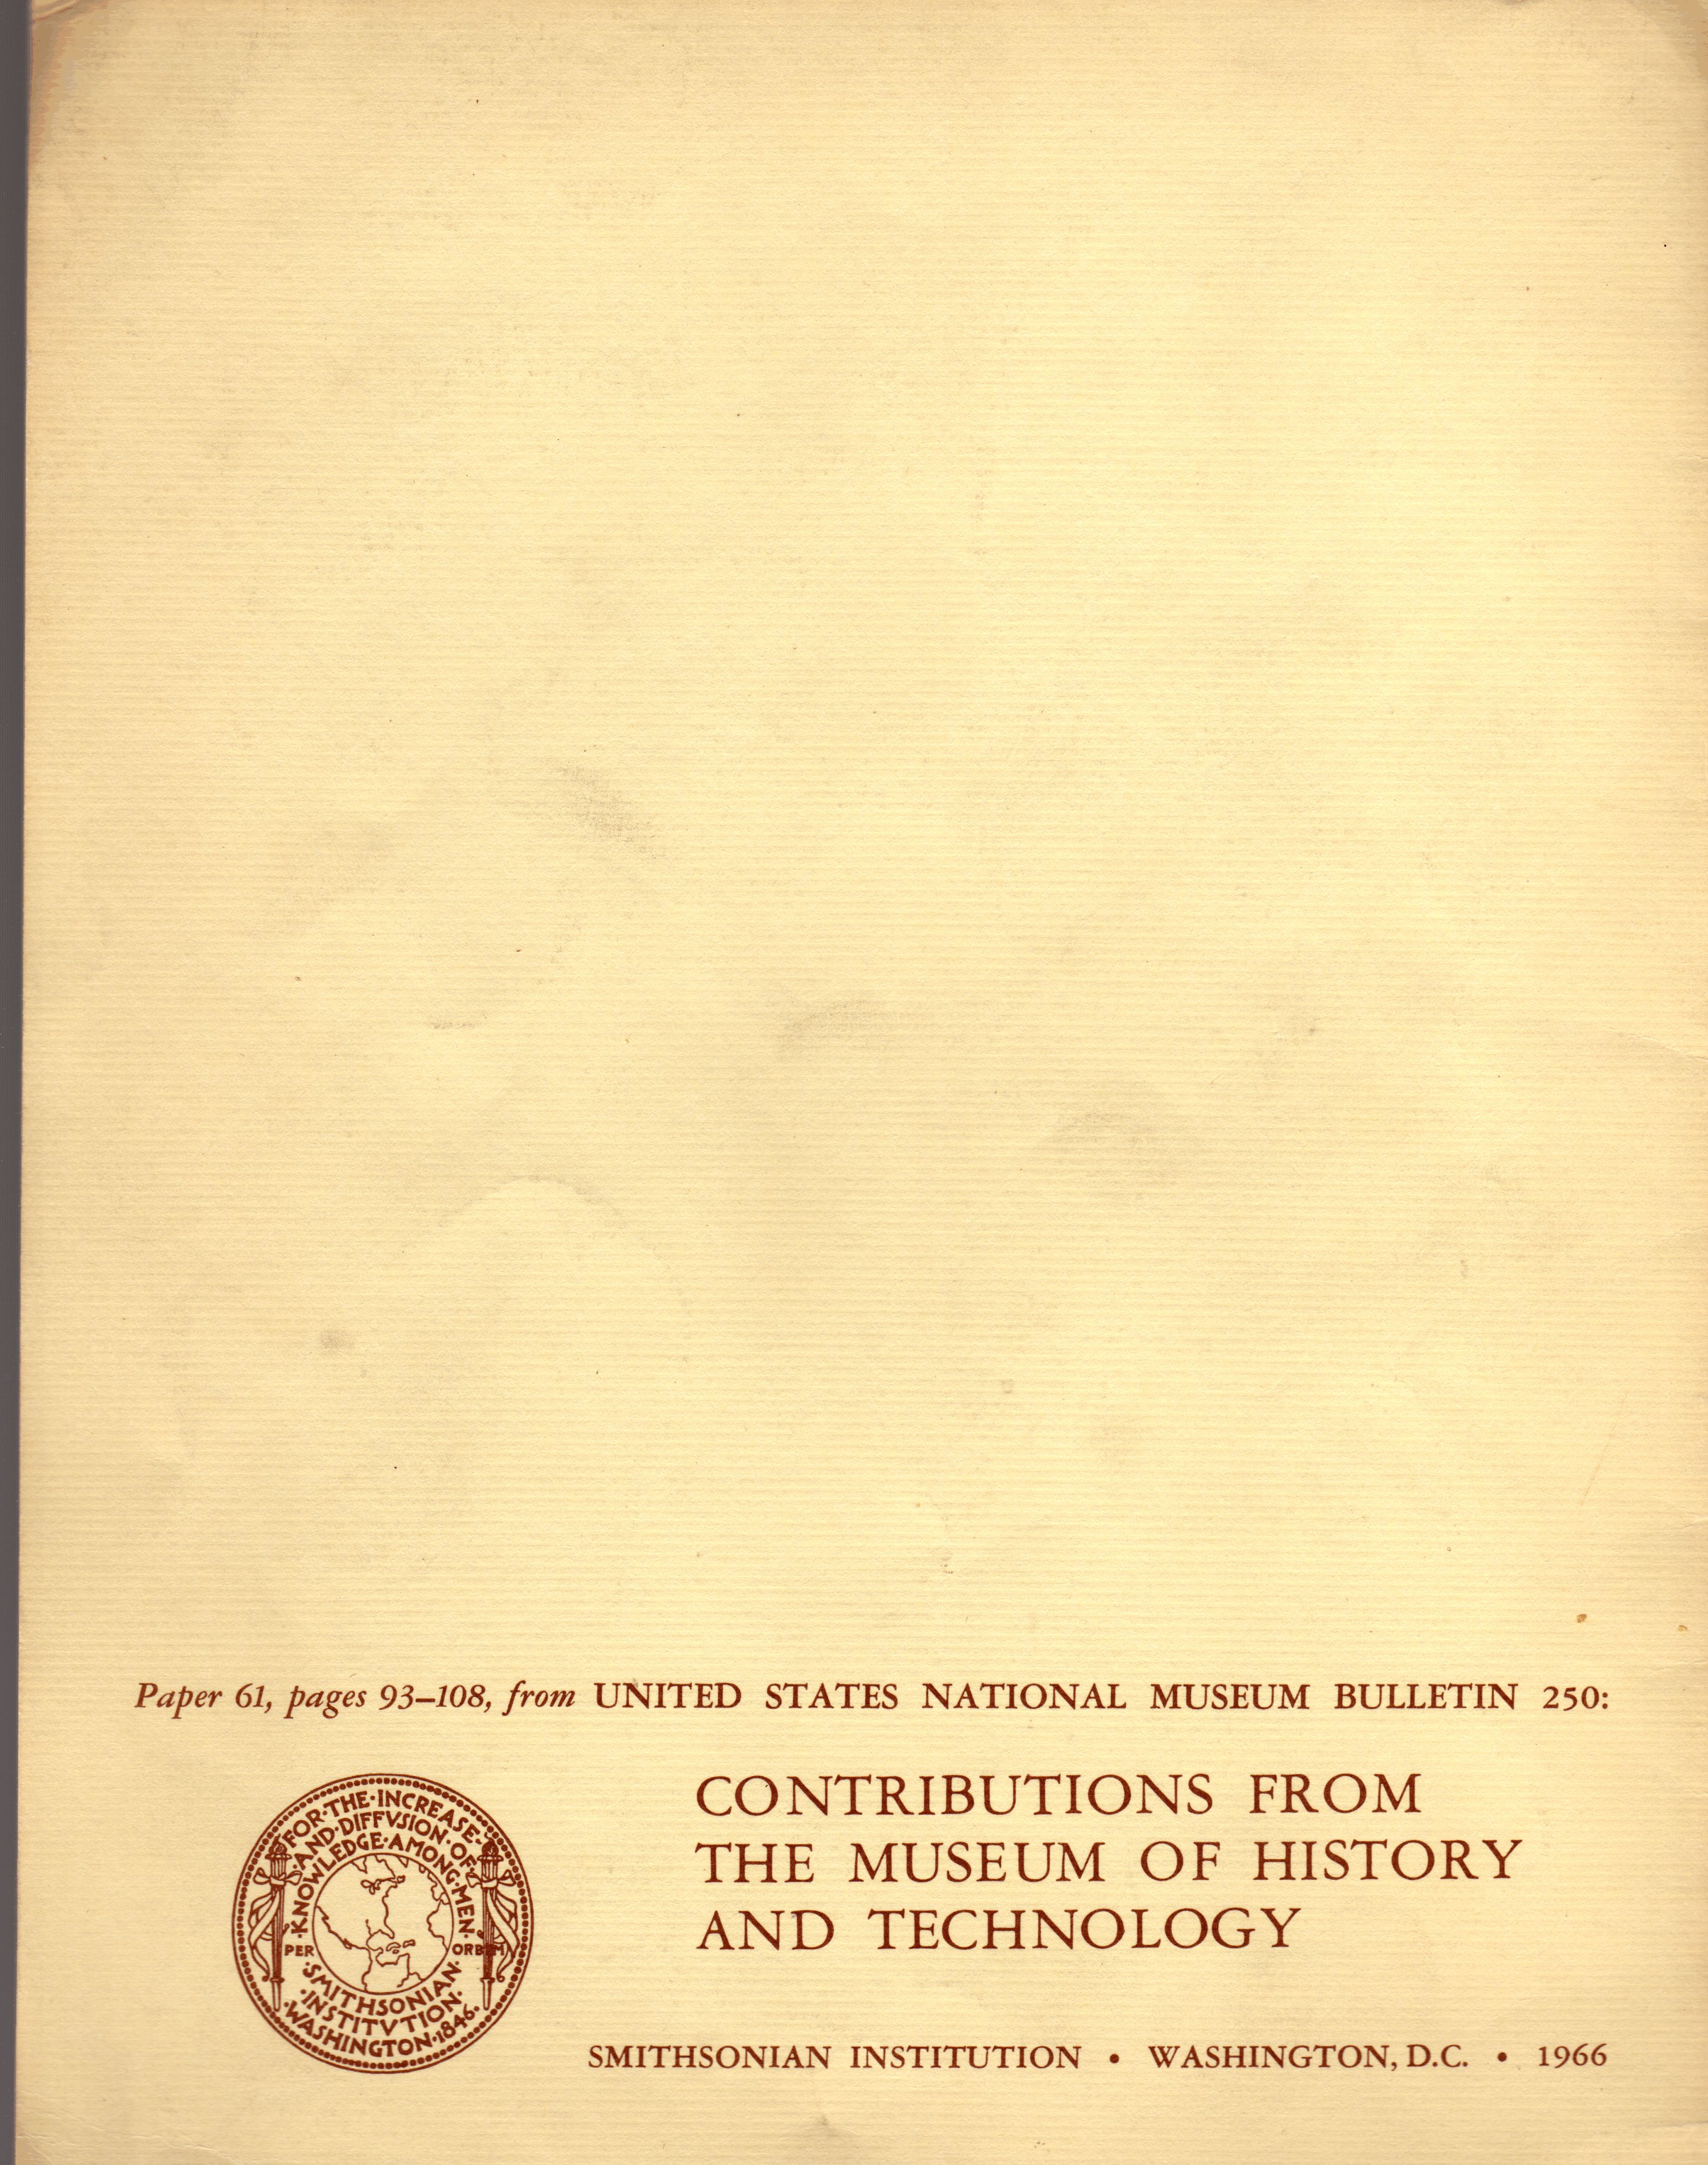 Paper 61, pages 93–108, from UNITED STATES NATIONAL MUSEUM BULLETIN 250:
CONTRIBUTIONS FROM
THE MUSEUM OF HISTORY
AND TECHNOLOGY
FOR·THE·INCREASE·
·AND·DIFFVSION·OF·
·KNOWLEDGE·AMONG·MEN·
PER ORBEM
·SMITHSONIAN·
·INSTITVTION·
·WASHINGTON·1846·
SMITHSONIAN INSTITUTION • WASHINGTON, D.C. • 1966